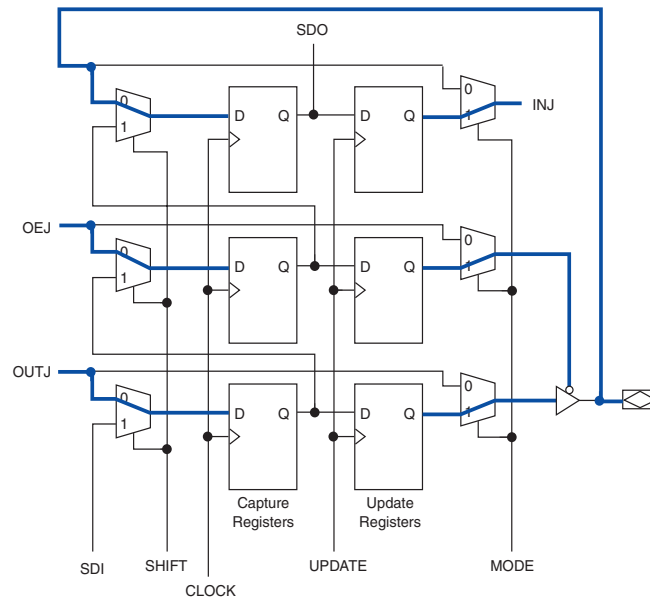 SDO
0
1
D Q
D Q
0
1
INJ
OEJ
0
1
D Q
D Q
0
1
OUTJ
0
1
D Q
D Q
0
1
Capture
Registers
Update
Registers
SDI
SHIFT
CLOCK
UPDATE
MODE